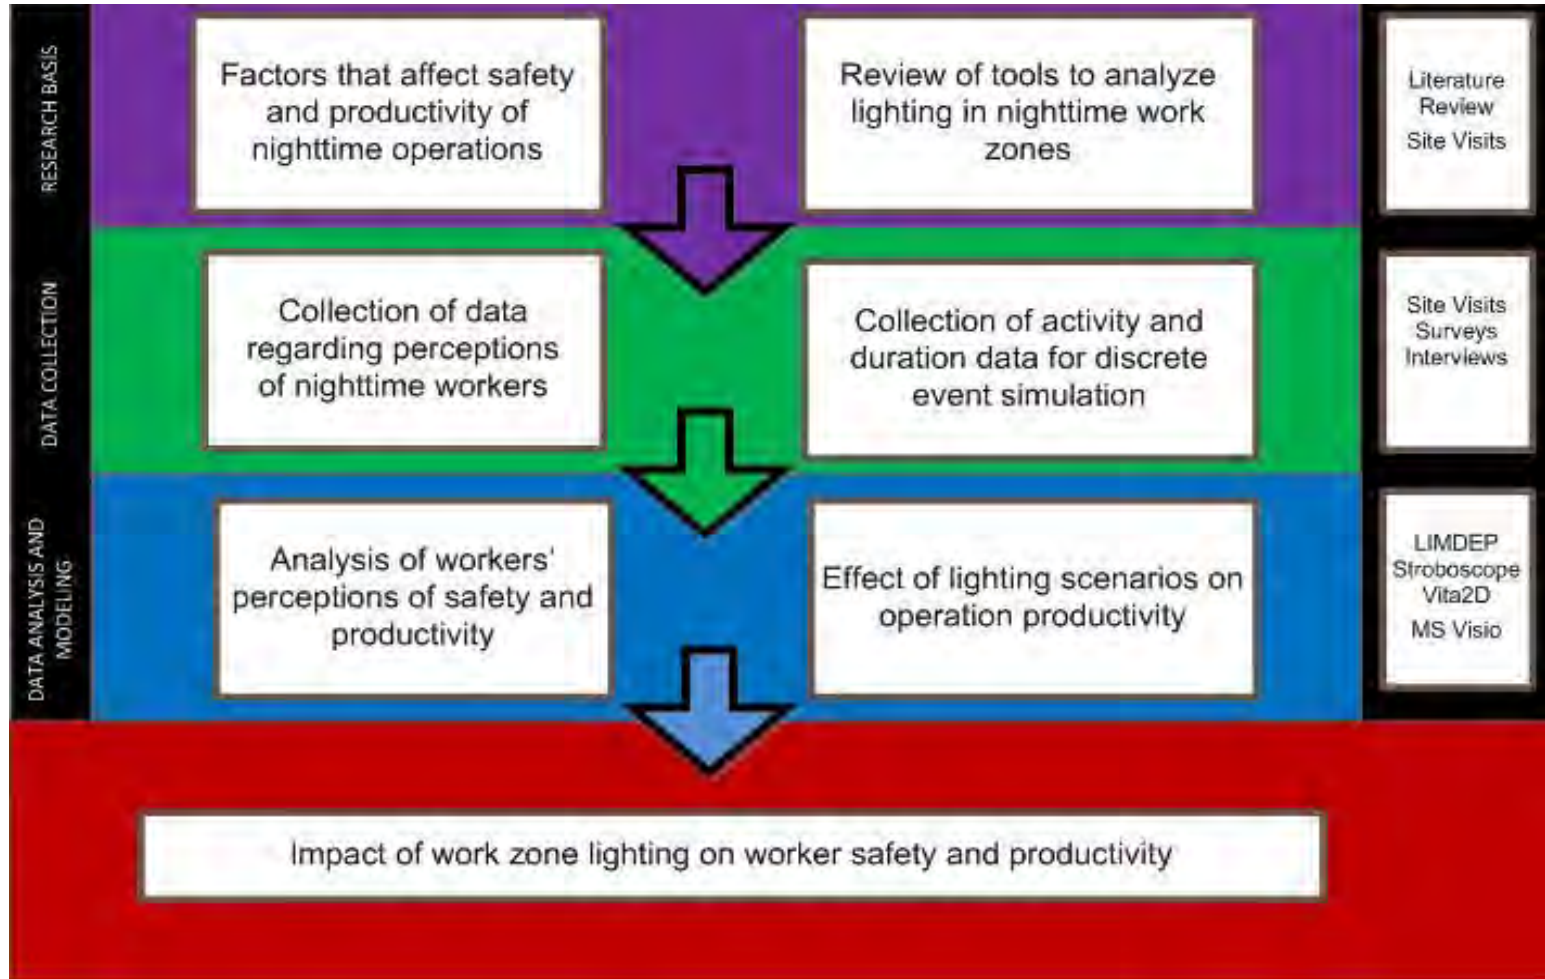 RESEARCH BASIS
Factors that affect safety
and productivity of
nighttime operations
Review of tools to analyze
lighting in nighttime work
zones
Literature
Review
Site Visits
DATA COLLECTION
Collection of data
regarding perceptions
of nighttime workers
Collection of activity and
duration data for discrete
event simulation
Site Visits
Surveys
Interviews
DATA ANALYSIS AND
MODELING
Analysis of workers'
perceptions of safety and
productivity
Effect of lighting scenarios on
operation productivity
LIMDEP
Stroboscope
Vita2D
MS Visio
Impact of work zone lighting on worker safety and productivity